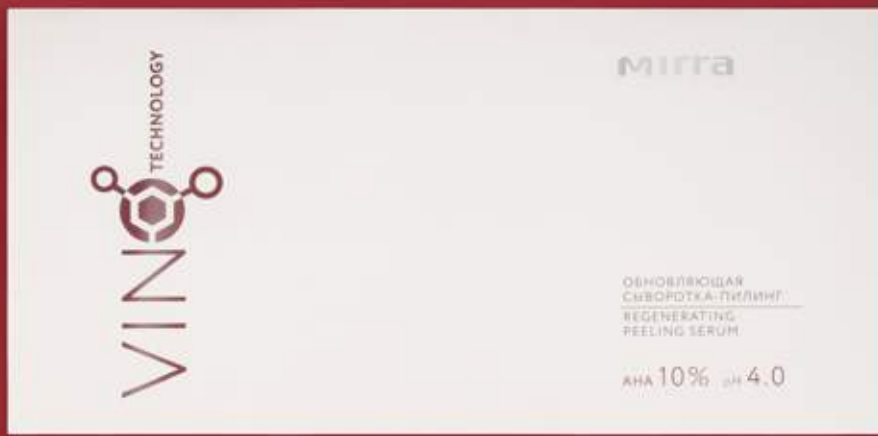 VINO
TECHNOLOGY
Mirra
ОБНОВЛЯЮЩАЯ
СЫВОРОТКА-ПИЛИНГ
REGENERATING
PEELING SERUM
AHA 10% pH 4.0